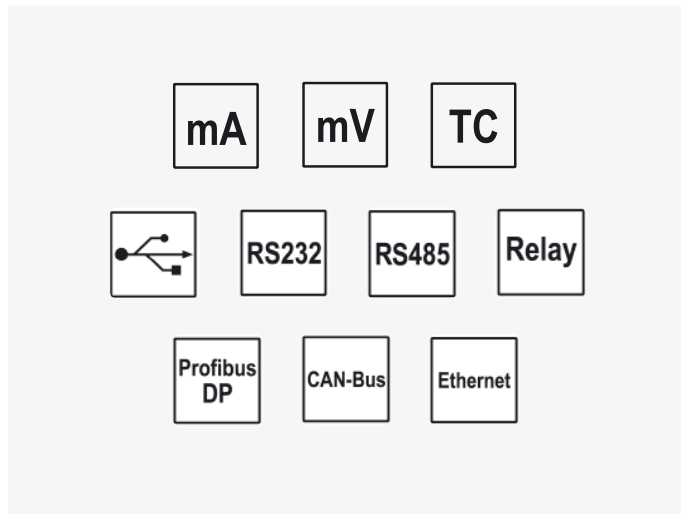 mA mV TC
RS232 RS485 Relay
Profibus
DP
CAN-Bus
Ethernet